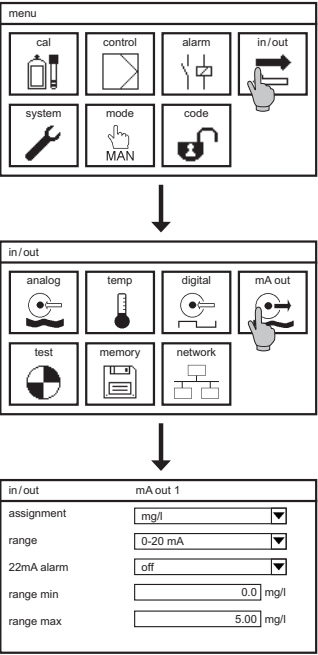 menu
cal control alarm in/out
system mode code
MAN
in/out
analog temp digital mA out
test memory network
in/out mA out 1
assignment mg/l
range 0-20 mA
22mA alarm off
range min 0.0 mg/l
range max 5.00 mg/l